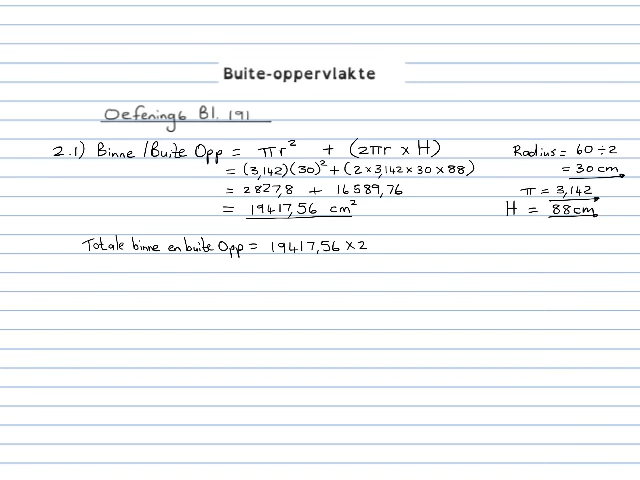 Buite-oppervlakte
Oefening 6 Bl. 191
2.1) Binne/Buite Opp = πr² + (2πr x H)
= (3,142)(30)² + (2 x 3,142 x 30 x 88)
= 2827,8 + 16589,76
= 19417,56 cm²
Radius = 60 ÷ 2
= 30 cm.
π = 3,142
H = 88cm.
Totale binne en buite Opp = 19417,56 x 2